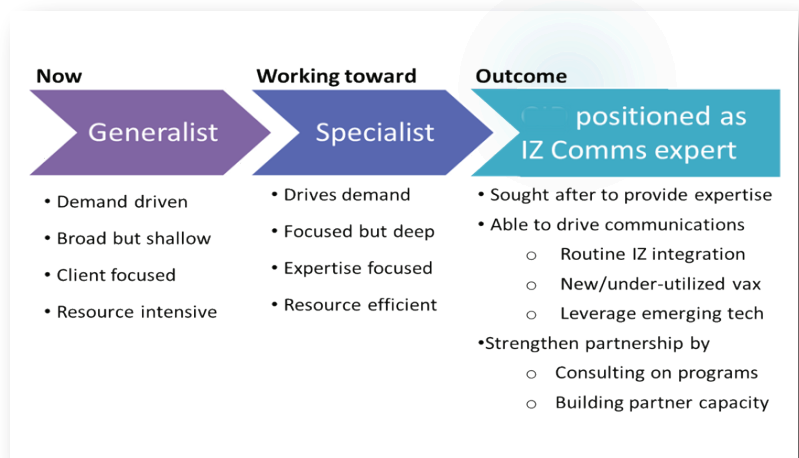 Now
Generalist
• Demand driven
• Broad but shallow
• Client focused
• Resource intensive
Working toward
Specialist
• Drives demand
• Focused but deep
• Expertise focused
• Resource efficient
Outcome
positioned as
IZ Comms expert
• Sought after to provide expertise
• Able to drive communications
o Routine IZ integration
o New/under-utilized vax
o Leverage emerging tech
•Strengthen partnership by
o Consulting on programs
o Building partner capacity